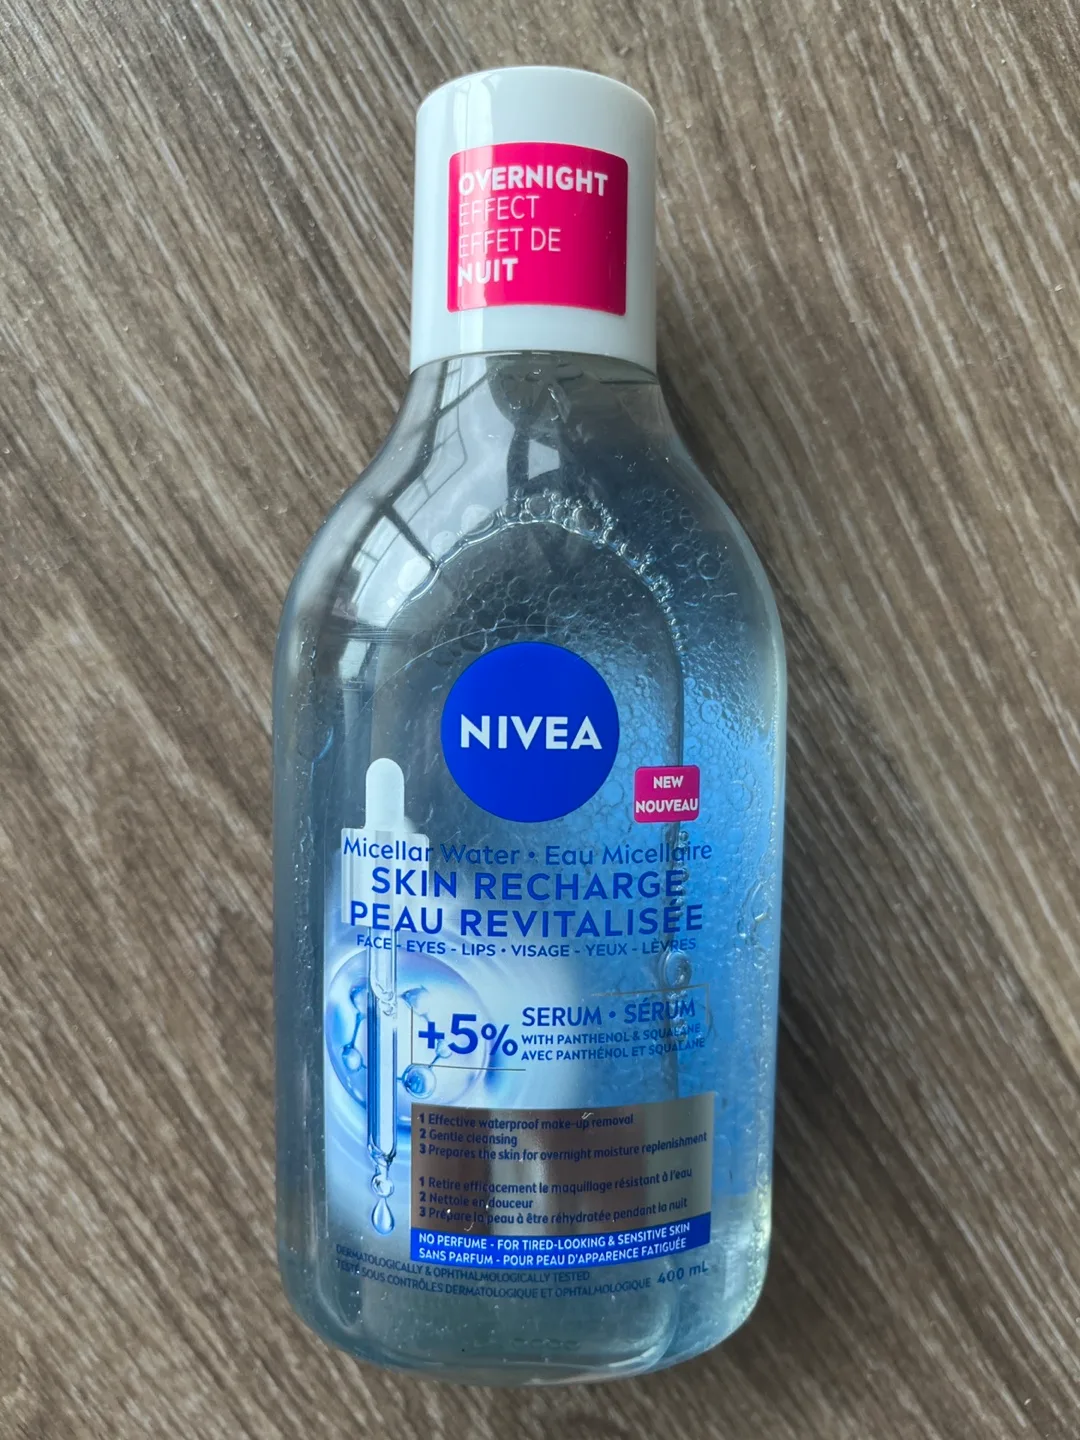 OVERNIGHT
EFFECT
EFFET DE
NUIT
NIVEA
NEW
NOUVEAU
Micellar Water • Eau Micellaire
SKIN RECHARGE
PEAU REVITALISÉE
FACE - EYES - LIPS • VISAGE - YEUX - LÈVRES
+5%
SERUM • SÉRUM
WITH PANTHENOL & SQUALANE
AVEC PANTHÉNOL ET SQUALANE
1 Effective waterproof make-up removal
2 Gentle cleansing
3 Prepares the skin for overnight moisture replenishment
1 Retire efficacement le maquillage résistant à l'eau
2 Nettoie en douceur
3 Prépare la peau à être réhydratée pendant la nuit
NO PERFUME - FOR TIRED-LOOKING & SENSITIVE SKIN
SANS PARFUM - POUR PEAU D'APPARENCE FATIGUÉE
DERMATOLOGICALLY & OPHTHALMOLOGICALLY TESTED
TESTÉ SOUS CONTRÔLES DERMATOLOGIQUE ET OPHTALMOLOGIQUE 400 mL